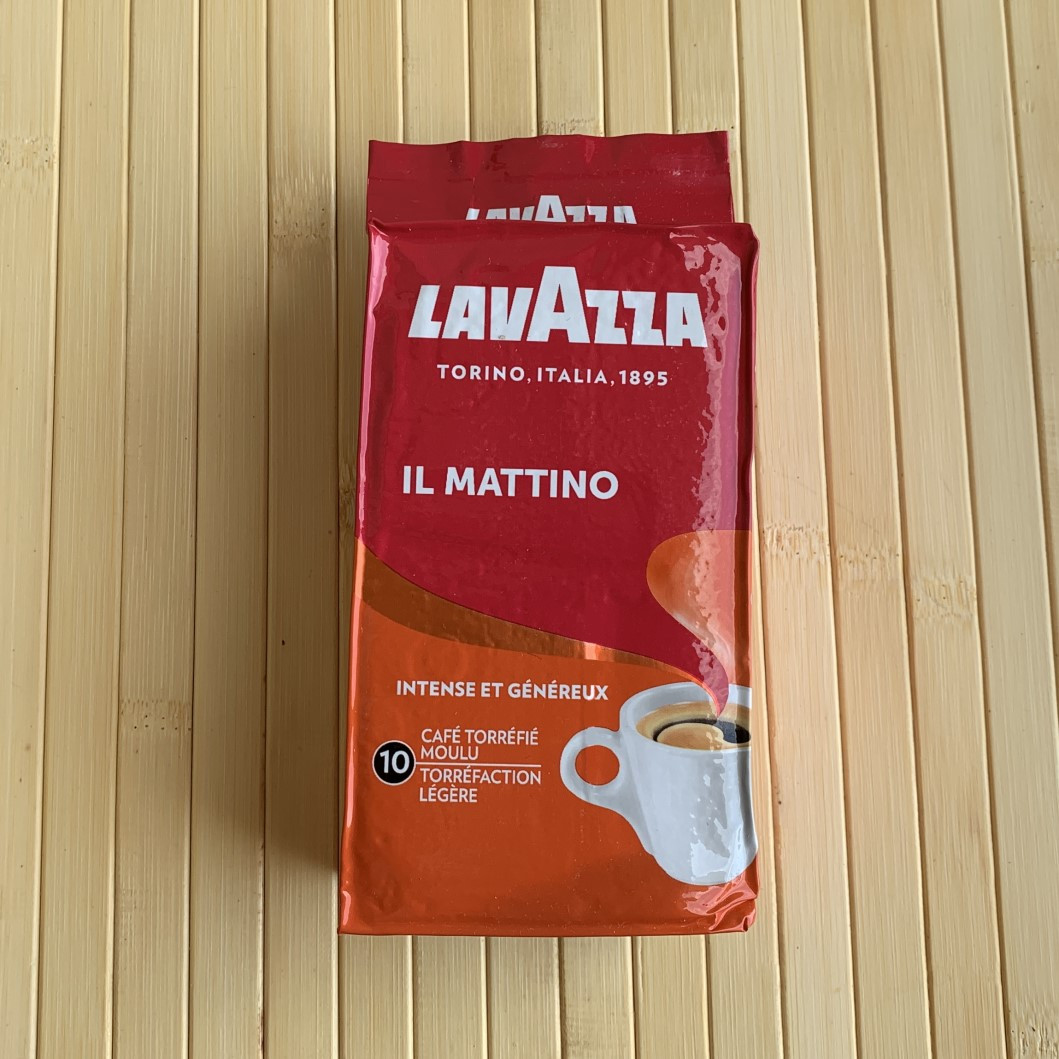 LAVAZZA
LAVAZZA
TORINO, ITALIA, 1895
IL MATTINO
INTENSE ET GÉNÉREUX
10
CAFÉ TORRÉFIÉ
MOULU
TORRÉFACTION
LÉGÈRE